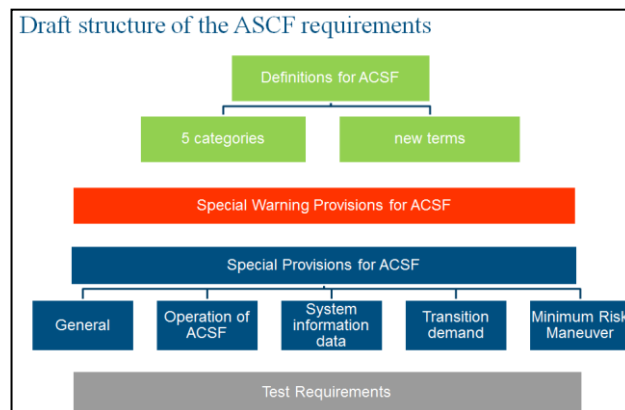 Draft structure of the ASCF requirements
Definitions for ACSF
5 categories
new terms
Special Warning Provisions for ACSF
Special Provisions for ACSF
General
Operation of
ACSF
System
information
data
Transition
demand
Minimum Risk
Maneuver
Test Requirements